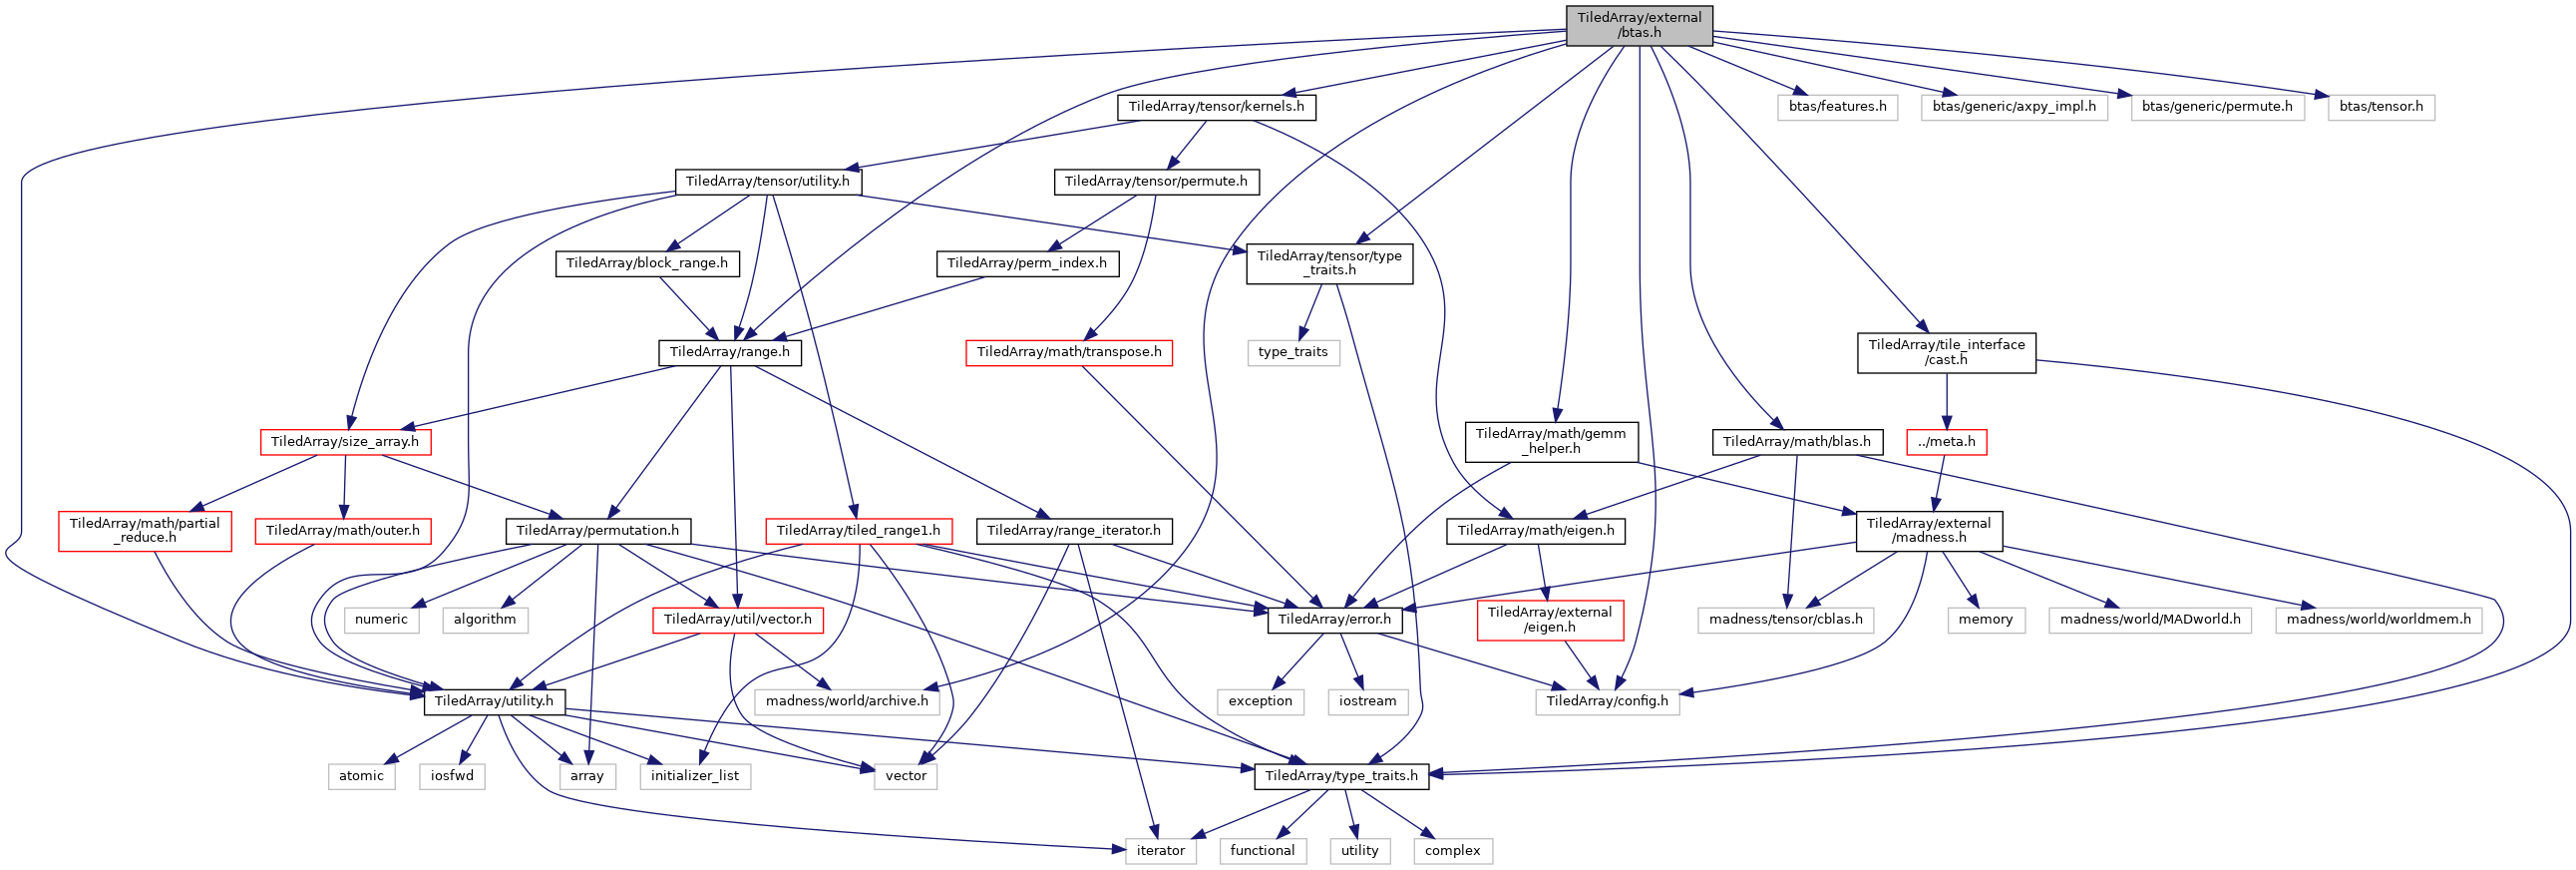 TiledArray/external
/btas.h
TiledArray/tensor/kernels.h
btas/features.h
btas/generic/axpy_impl.h
btas/generic/permute.h
btas/tensor.h
TiledArray/tensor/utility.h
TiledArray/tensor/permute.h
TiledArray/block_range.h
TiledArray/perm_index.h
TiledArray/tensor/type
_traits.h
TiledArray/range.h
TiledArray/math/transpose.h
type_traits
TiledArray/tile_interface
/cast.h
TiledArray/size_array.h
TiledArray/math/gemm
_helper.h
TiledArray/math/blas.h
../meta.h
TiledArray/math/partial
_reduce.h
TiledArray/math/outer.h
TiledArray/permutation.h
TiledArray/tiled_range1.h
TiledArray/range_iterator.h
TiledArray/math/eigen.h
TiledArray/external
/madness.h
numeric
algorithm
TiledArray/util/vector.h
TiledArray/error.h
TiledArray/external
/eigen.h
madness/tensor/cblas.h
memory
madness/world/MADworld.h
madness/world/worldmem.h
TiledArray/utility.h
madness/world/archive.h
exception
iostream
TiledArray/config.h
atomic
iosfwd
array
initializer_list
vector
TiledArray/type_traits.h
iterator
functional
utility
complex